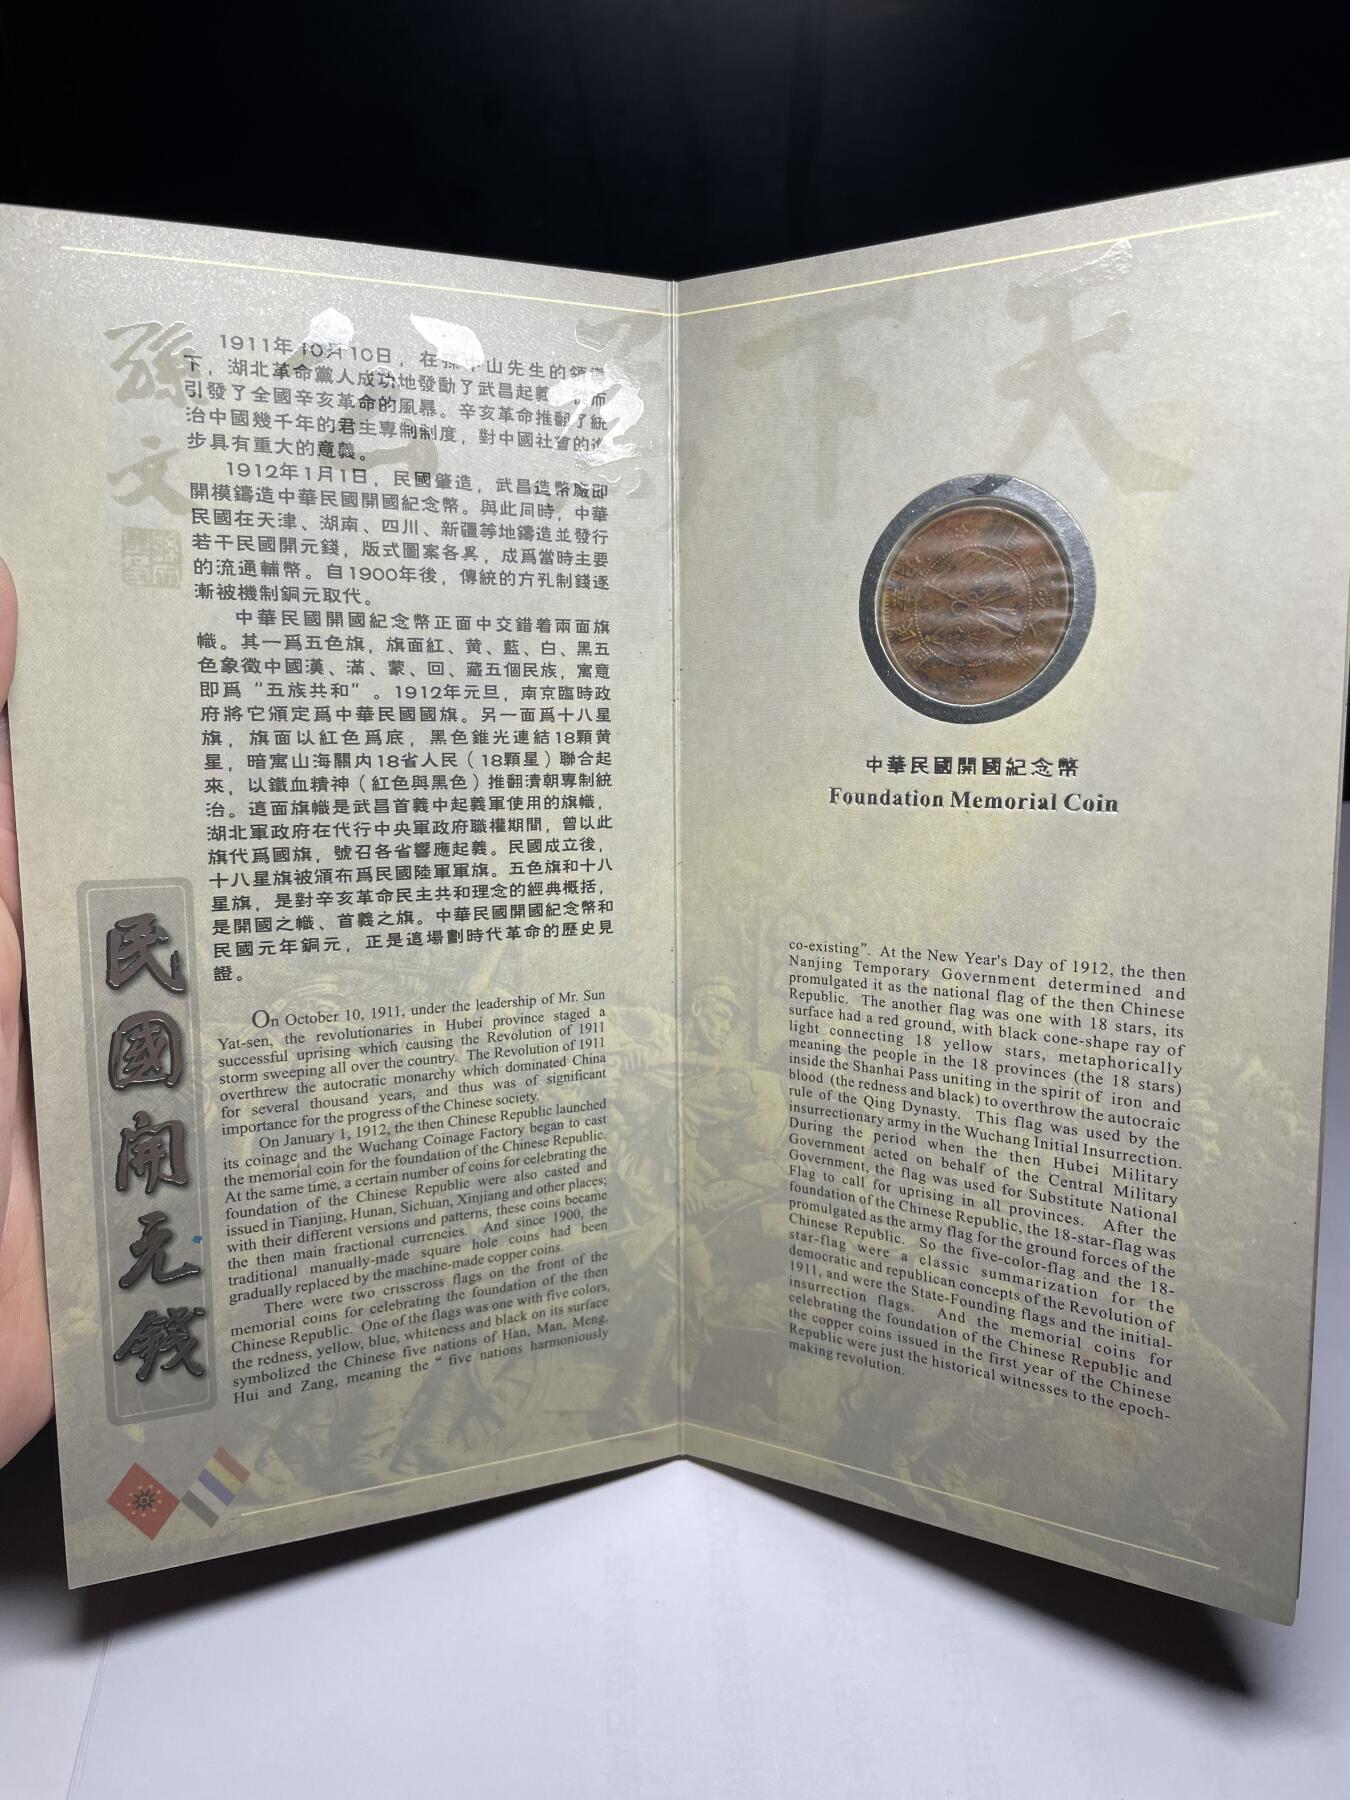 天下爲公
孫文
1911年10月10日，在孫中山先生的領導
下，湖北革命黨人成功地發動了武昌起義，
引發了全國辛亥革命的風暴。辛亥革命推翻了統
治中國幾千年的君主專制制度，對中國社會的進
步具有重大的意義。
1912年1月1日，民國肇造，武昌造幣廠即
開模鑄造中華民國開國紀念幣。與此同時，中華
民國在天津、湖南、四川、新疆等地鑄造並發行
若干民國開元錢，版式圖案各異，成爲當時主要
的流通輔幣。自1900年後，傳統的方孔制錢逐
漸被機制銅元取代。
中華民國開國紀念幣正面中交錯着兩面旗
幟。其一爲五色旗，旗面紅、黄、藍、白、黑五
色象徵中國漢、滿、蒙、回、藏五個民族，寓意
即爲“五族共和”。1912年元旦，南京臨時政
府將它頒定爲中華民國國旗。另一面爲十八星
旗，旗面以紅色爲底，黑色錐光連結18顆黄
星，暗寓山海關内18省人民（18顆星）聯合起
來，以鐵血精神（紅色與黑色）推翻清朝專制統
治。這面旗幟是武昌首義中起義軍使用的旗幟，
湖北軍政府在代行中央軍政府職權期間，曾以此
旗代爲國旗，號召各省響應起義。民國成立後，
十八星旗被頒布爲民國陸軍軍旗。五色旗和十八
星旗，是對辛亥革命民主共和理念的經典概括，
是開國之幟、首義之旗。中華民國開國紀念幣和
民國元年銅元，正是這場劃時代革命的歷史見
證。
民國開元錢
On October 10, 1911, under the leadership of Mr. Sun
Yat-sen, the revolutionaries in Hubei province staged a
successful uprising which causing the Revolution of 1911
storm sweeping all over the country. The Revolution of 1911
overthrew the autocratic monarchy which dominated China
for several thousand years, and thus was of significant
importance for the progress of the Chinese society.
On January 1, 1912, the then Chinese Republic launched
its coinage and the Wuchang Coinage Factory began to cast
the memorial coin for the foundation of the Chinese Republic.
At the same time, a certain number of coins for celebrating the
foundation of the Chinese Republic were also casted and
issued in Tianjing, Hunan, Sichuan, Xinjiang and other places;
with their different versions and patterns, these coins became
the then main fractional currencies. And since 1900, the
traditional manually-made square hole coins had been
gradually replaced by the machine-made copper coins.
There were two crisscross flags on the front of the
memorial coins for celebrating the foundation of the then
Chinese Republic. One of the flags was one with five colors,
the redness, yellow, blue, whiteness and black on its surface
symbolized the Chinese five nations of Han, Man, Meng,
Hui and Zang, meaning the “ five nations harmoniously
中華民國開國紀念幣
Foundation Memorial Coin
co-existing”. At the New Year's Day of 1912, the then
Nanjing Temporary Government determined and
promulgated it as the national flag of the then Chinese
Republic. The another flag was one with 18 stars, its
surface had a red ground, with black cone-shape ray of
light connecting 18 yellow stars, metaphorically
meaning the people in the 18 provinces (the 18 stars)
inside the Shanhai Pass uniting in the spirit of iron and
blood (the redness and black) to overthrow the autocraic
rule of the Qing Dynasty. This flag was used by the
insurrectionary army in the Wuchang Initial Insurrection.
During the period when the then Hubei Military
Government acted on behalf of the Central Military
Government, the flag was used for Substitute National
Flag to call for uprising in all provinces. After the
foundation of the Chinese Republic, the 18-star-flag was
promulgated as the army flag for the ground forces of the
Chinese Republic. So the five-color-flag and the 18-
star-flag were a classic summarization for the
democratic and republican concepts of the Revolution of
1911, and were the State-Founding flags and the initial-
insurrection flags. And the memorial coins for
celebrating the foundation of the Chinese Republic and
the copper coins issued in the first year of the Chinese
Republic were just the historical witnesses to the epoch-
making revolution.